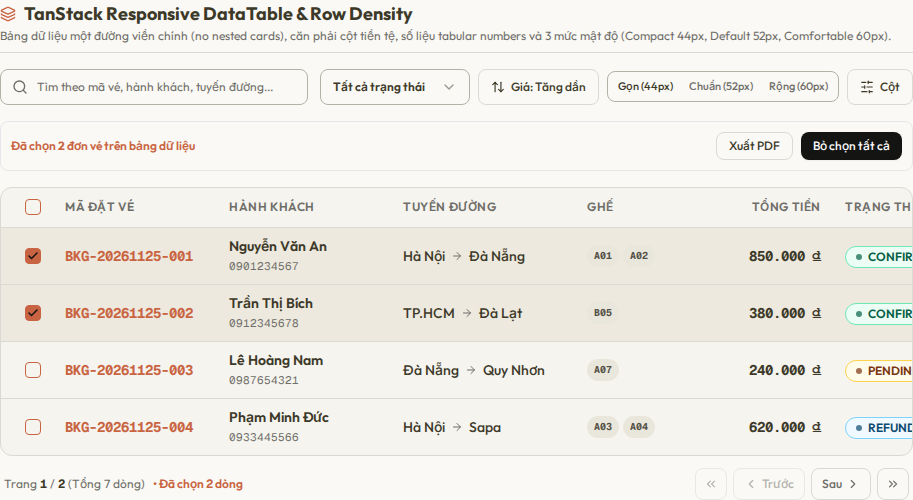 TanStack Responsive DataTable & Row Density
Bảng dữ liệu một đường viền chính (no nested cards), căn phải cột tiền tệ, số liệu tabular numbers và 3 mức mật độ (Compact 44px, Default 52px, Comfortable 60px).
Tìm theo mã vé, hành khách, tuyến đường... Tất cả trạng thái Giá: Tăng dần Gọn (44px) Chuẩn (52px) Rộng (60px) Cột
Đã chọn 2 đơn vé trên bảng dữ liệu Xuất PDF Bỏ chọn tất cả
MÃ ĐẶT VÉ HÀNH KHÁCH TUYẾN ĐƯỜNG GHẾ TỔNG TIỀN TRẠNG TH
Nguyễn Văn An
BKG-20261125-001 Hà Nội → Đà Nẵng A01 A02 850.000 ₫ CONFIR
0901234567
Trần Thị Bích
BKG-20261125-002 TP.HCM → Đà Lạt B05 380.000 ₫ CONFIR
0912345678
Lê Hoàng Nam
BKG-20261125-003 Đà Nẵng → Quy Nhơn A07 240.000 ₫ PENDIN
0987654321
Phạm Minh Đức
BKG-20261125-004 Hà Nội → Sapa A03 A04 620.000 ₫ REFUND
0933445566
Trang 1 / 2 (Tổng 7 dòng) • Đã chọn 2 dòng « ‹ Trước Sau › »